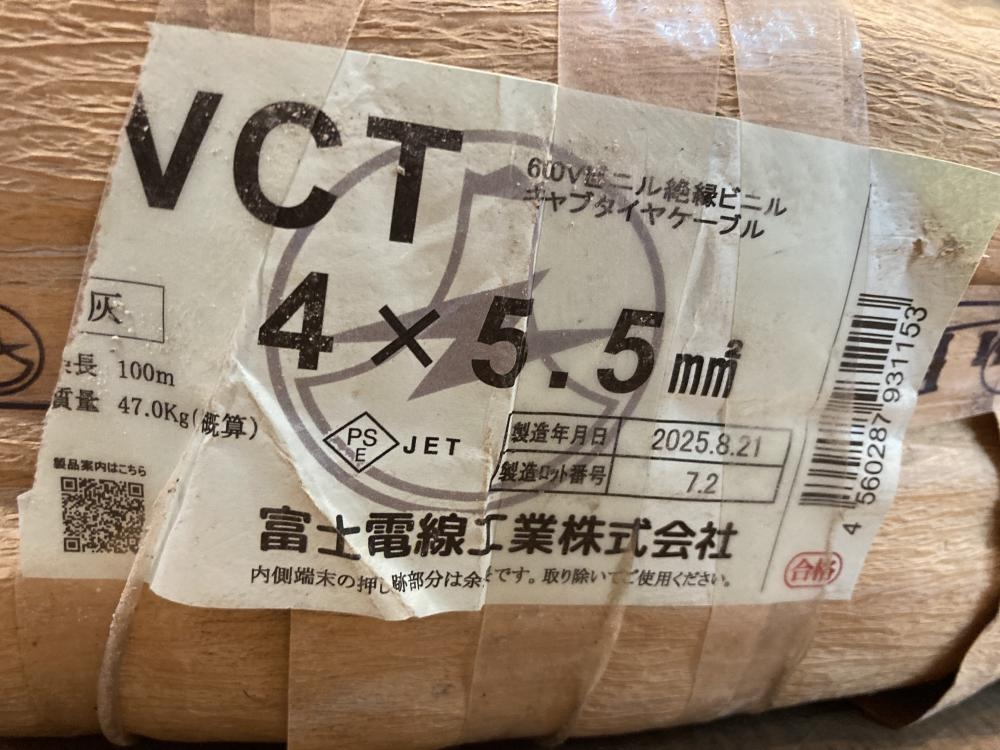 VCT
600Vビニル絶縁ビニル
キャブタイヤケーブル
4×5.5mm²
灰
長 100m
質量 47.0Kg(概算)
製品案内はこちら
PS
E
JET
製造年月日 2025.8.21
製造ロット番号 7.2
富士電線工業株式会社
内側端末の押し跡部分は余長です。取り除いてご使用ください。
合格
4 560287 931153